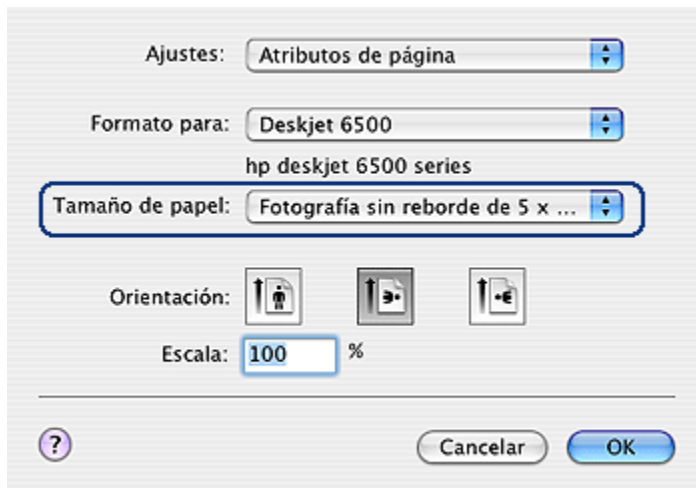 Ajustes: Atributos de página
Formato para: Deskjet 6500
hp deskjet 6500 series
Tamaño de papel: Fotografía sin reborde de 5 x ...
Orientación:
Escala: 100 %
? Cancelar OK